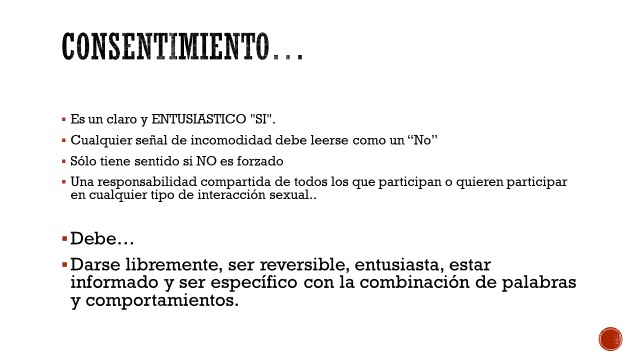 CONSENTIMIENTO...
Es un claro y ENTUSIASTICO "SI".
Cualquier señal de incomodidad debe leerse como un “No”
Sólo tiene sentido si NO es forzado
Una responsabilidad compartida de todos los que participan o quieren participar
en cualquier tipo de interacción sexual..
Debe...
Darse libremente, ser reversible, entusiasta, estar
informado y ser específico con la combinación de palabras
y comportamientos.